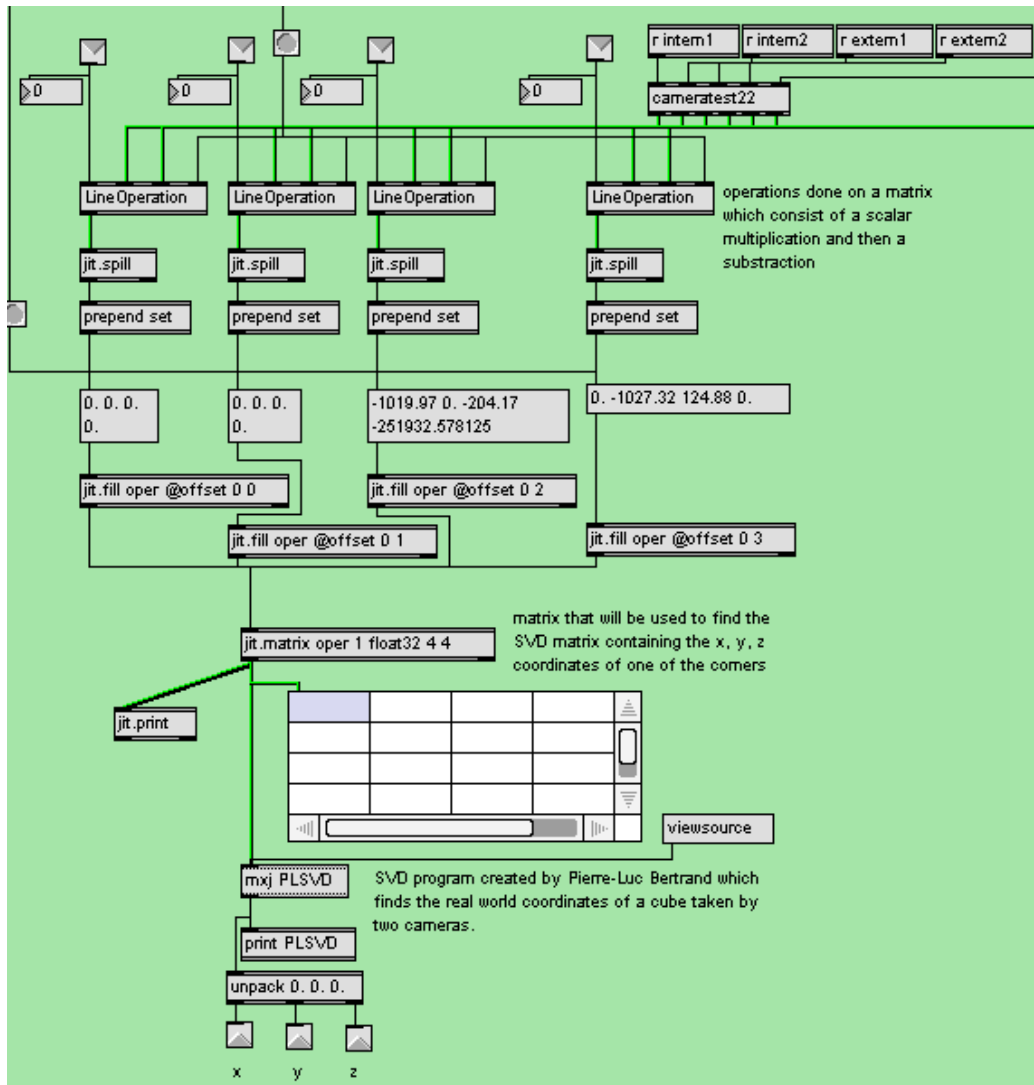 r intern1
r intern2
r extern1
r extern2
0
0
0
0
cameratest22
LineOperation
LineOperation
LineOperation
LineOperation
operations done on a matrix
which consist of a scalar
multiplication and then a
substraction
jit.spill
jit.spill
jit.spill
jit.spill
prepend set
prepend set
prepend set
prepend set
0. 0. 0.
0.
0. 0. 0.
0.
-1019.97 0. -204.17
-251932.578125
0. -1027.32 124.88 0.
jit.fill oper @offset 0 0
jit.fill oper @offset 0 2
jit.fill oper @offset 0 1
jit.fill oper @offset 0 3
matrix that will be used to find the
SVD matrix containing the x, y, z
coordinates of one of the corners
jit.matrix oper 1 float32 4 4
jit.print
viewsource
mxj PLSVD
SVD program created by Pierre-Luc Bertrand which
finds the real world coordinates of a cube taken by
two cameras.
print PLSVD
unpack 0. 0. 0.
x
y
z